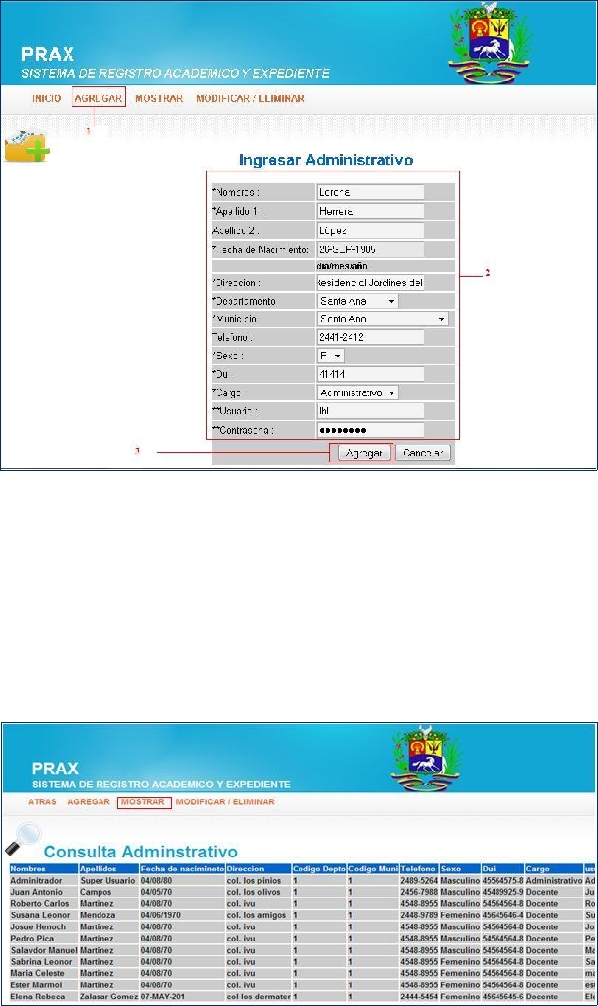 PRAX
SISTEMA DE REGISTRO ACADEMICO Y EXPEDIENTE
INICIO AGREGAR MOSTRAR MODIFICAR / ELIMINAR
1
Ingresar Administrativo
*Nombres : Lorena
*Apellido 1 : Herrera
Apellido 2 : López
*Fecha de Nacimiento:
dia/mes/año
2
*Direccion : Residencial Jardines del
*Departamento Santa Ana
*Municipio Santa Ana
Telefono : 2441-2412
*Sexo : F
*Dui 41414
*Cargo Administrativo
**Usuario : lhl
**Contraseña : ●●●●●●●●
3
Agregar Cancelar
PRAX
SISTEMA DE REGISTRO ACADEMICO Y EXPEDIENTE
ATRAS AGREGAR MOSTRAR MODIFICAR / ELIMINAR
Consulta Adminstrativo
Nombres Apellidos Fecha de nacimineto Direccion Codigo Depto Codigo Muni Telefono Sexo Dui Cargo usu
Adminitrador Super Usuario 04/08/80 col. los pinios 1 1 2489-5264 Masculino 45564575-8 Administrativo Ad
Juan Antonio Campos 04/05/70 col. los olivos 1 1 2456-7988 Masculino 45489925-9 Docente Ju
Roberto Carlos Martinez 04/08/70 col. ivu 1 1 4548-8955 Masculino 54564564-8 Docente Ro
Susana Leonor Mendoza 04/06/1970 col. los amigos 1 1 2448-9789 Femenino 45645646-4 Docente Su
Josue Henoch Martinez 04/08/70 col. ivu 1 1 4548-8955 Masculino 54564564-8 Docente Jo
Pedro Pica Martinez 04/08/70 col. ivu 1 1 4548-8955 Masculino 54564564-8 Docente Pe
Salavdor Manuel Martinez 04/08/70 col. ivu 1 1 4548-8955 Masculino 54564564-8 Docente Ma
Sabrina Leonor Martinez 04/08/70 col. ivu 1 1 4548-8955 Femenino 54564564-8 Docente Sa
Maria Celeste Martinez 04/08/70 col. ivu 1 1 4548-8955 Femenino 54564564-8 Docente ma
Ester Marmol Martinez 04/08/70 col. ivu 1 1 4548-8955 Femenino 54564564-8 Docente est
Elena Rebeca Zalasar Gomez 07-MAY-201 col los dermater 1 1 2444-5454 Femenino 45645645-6 Docente Ele